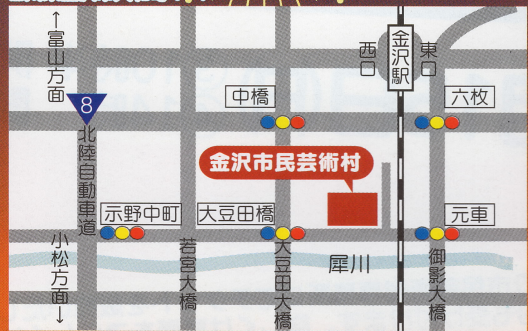 ↑富山方面
8
北陸自動車道
小松方面↓
西口
金沢駅
東口
中橋
六枚
金沢市民芸術村
示野中町
大豆田橋
元車
若宮大橋
大豆田大橋
犀川
御影大橋